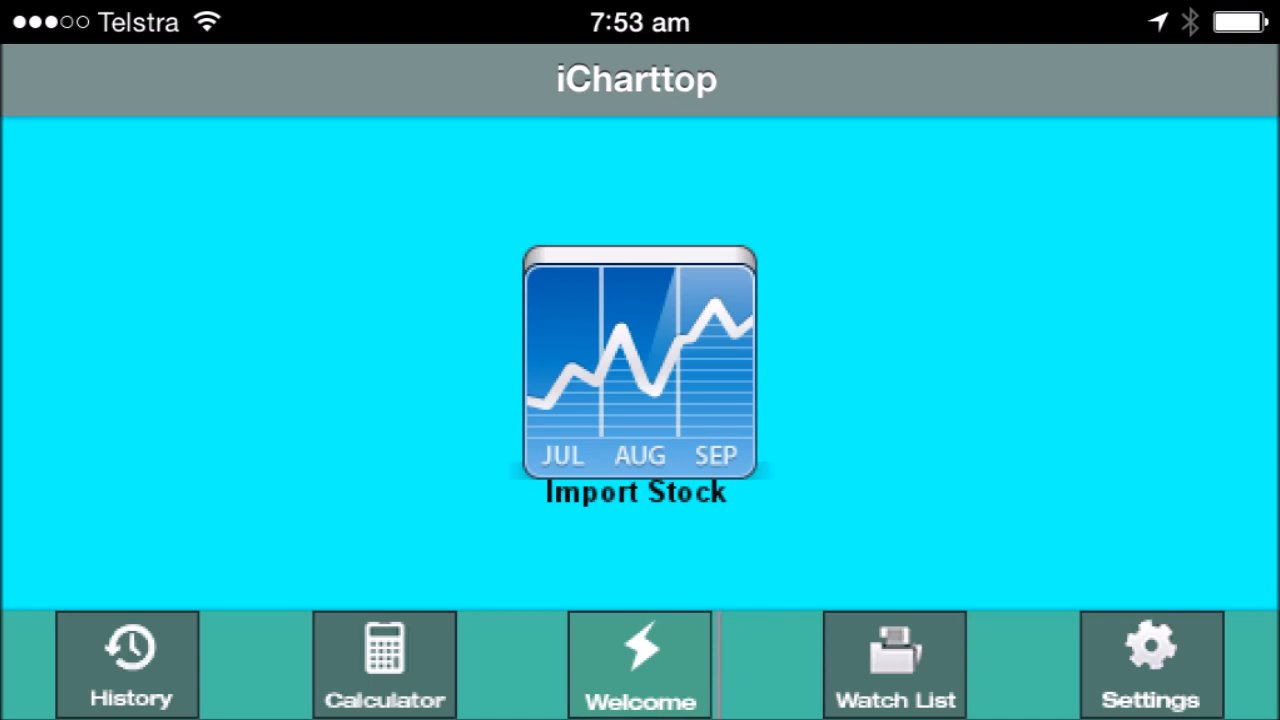 Telstra 7:53 am
iCharttop
JUL AUG SEP
Import Stock
History Calculator Welcome Watch List Settings